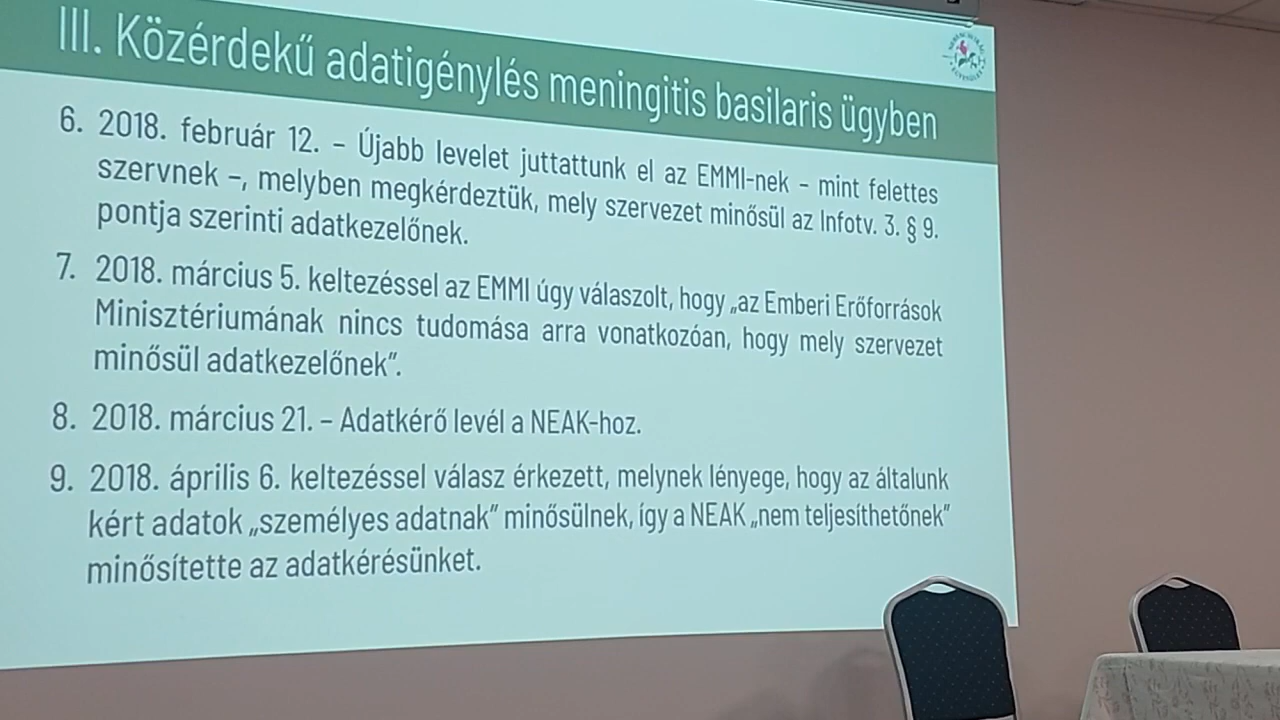 III. Közérdekű adatigénylés meningitis basilaris ügyben
6. 2018. február 12. – Újabb levelet juttattunk el az EMMI-nek – mint felettes
szervnek –, melyben megkérdeztük, mely szervezet minősül az Infotv. 3. § 9.
pontja szerinti adatkezelőnek.
7. 2018. március 5. keltezéssel az EMMI úgy válaszolt, hogy „az Emberi Erőforrások
Minisztériumának nincs tudomása arra vonatkozóan, hogy mely szervezet
minősül adatkezelőnek”.
8. 2018. március 21. – Adatkérő levél a NEAK-hoz.
9. 2018. április 6. keltezéssel válasz érkezett, melynek lényege, hogy az általunk
kért adatok „személyes adatnak” minősülnek, így a NEAK „nem teljesíthetőnek”
minősítette az adatkérésünket.